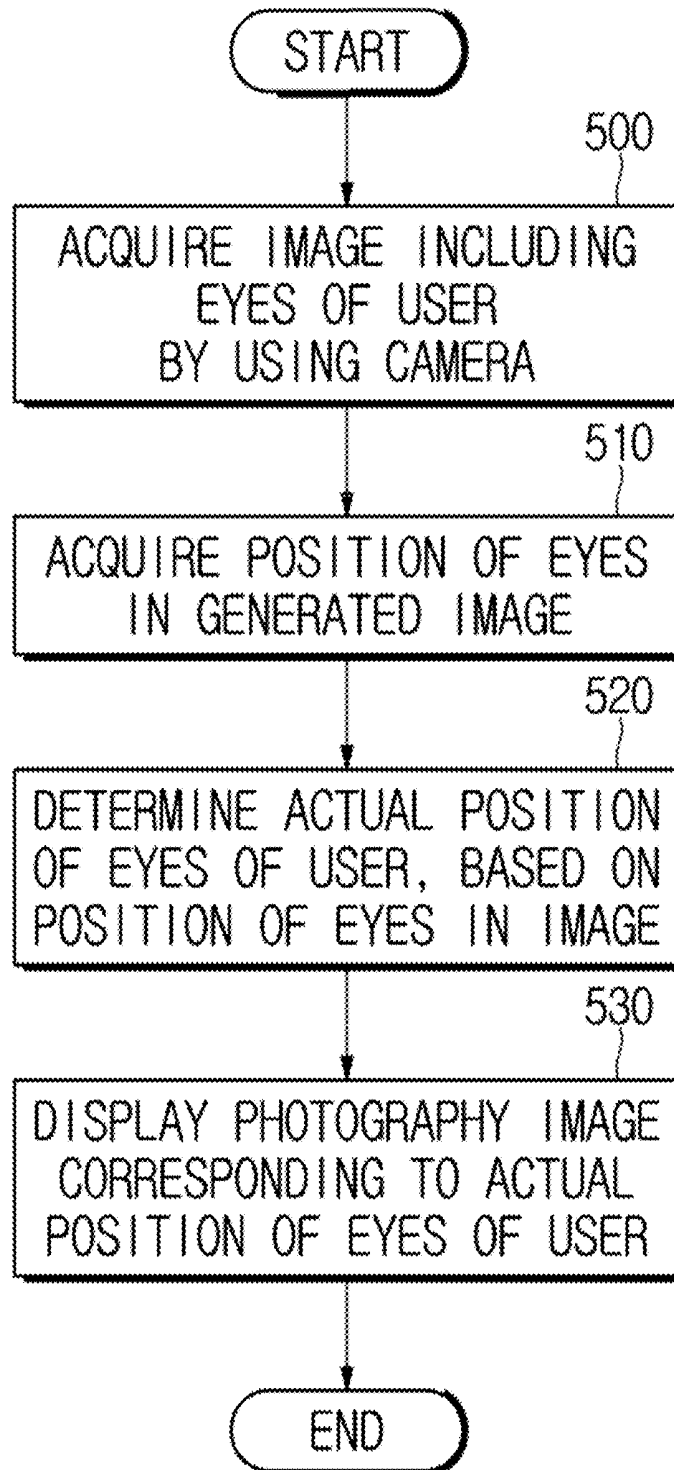 START
500
ACQUIRE IMAGE INCLUDING
EYES OF USER
BY USING CAMERA
510
ACQUIRE POSITION OF EYES
IN GENERATED IMAGE
520
DETERMINE ACTUAL POSITION
OF EYES OF USER, BASED ON
POSITION OF EYES IN IMAGE
530
DISPLAY PHOTOGRAPHY IMAGE
CORRESPONDING TO ACTUAL
POSITION OF EYES OF USER
END